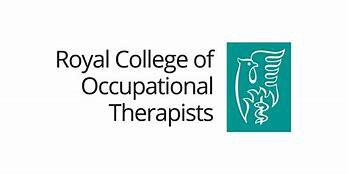 Royal College of
Occupational
Therapists